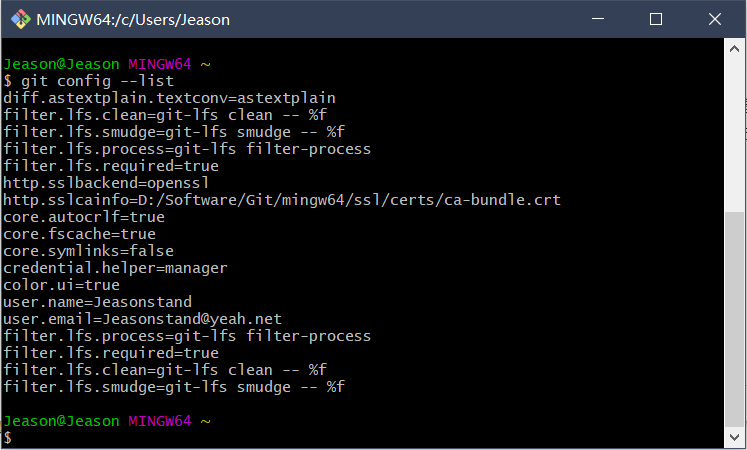 MINGW64:/c/Users/Jeason
Jeason@Jeason MINGW64 ~
$ git config --list
diff.astextplain.textconv=astextplain
filter.lfs.clean=git-lfs clean -- %f
filter.lfs.smudge=git-lfs smudge -- %f
filter.lfs.process=git-lfs filter-process
filter.lfs.required=true
http.sslbackend=openssl
http.sslcainfo=D:/Software/Git/mingw64/ssl/certs/ca-bundle.crt
core.autocrlf=true
core.fscache=true
core.symlinks=false
credential.helper=manager
color.ui=true
user.name=Jeasonstand
user.email=Jeasonstand@yeah.net
filter.lfs.process=git-lfs filter-process
filter.lfs.required=true
filter.lfs.clean=git-lfs clean -- %f
filter.lfs.smudge=git-lfs smudge -- %f
Jeason@Jeason MINGW64 ~
$